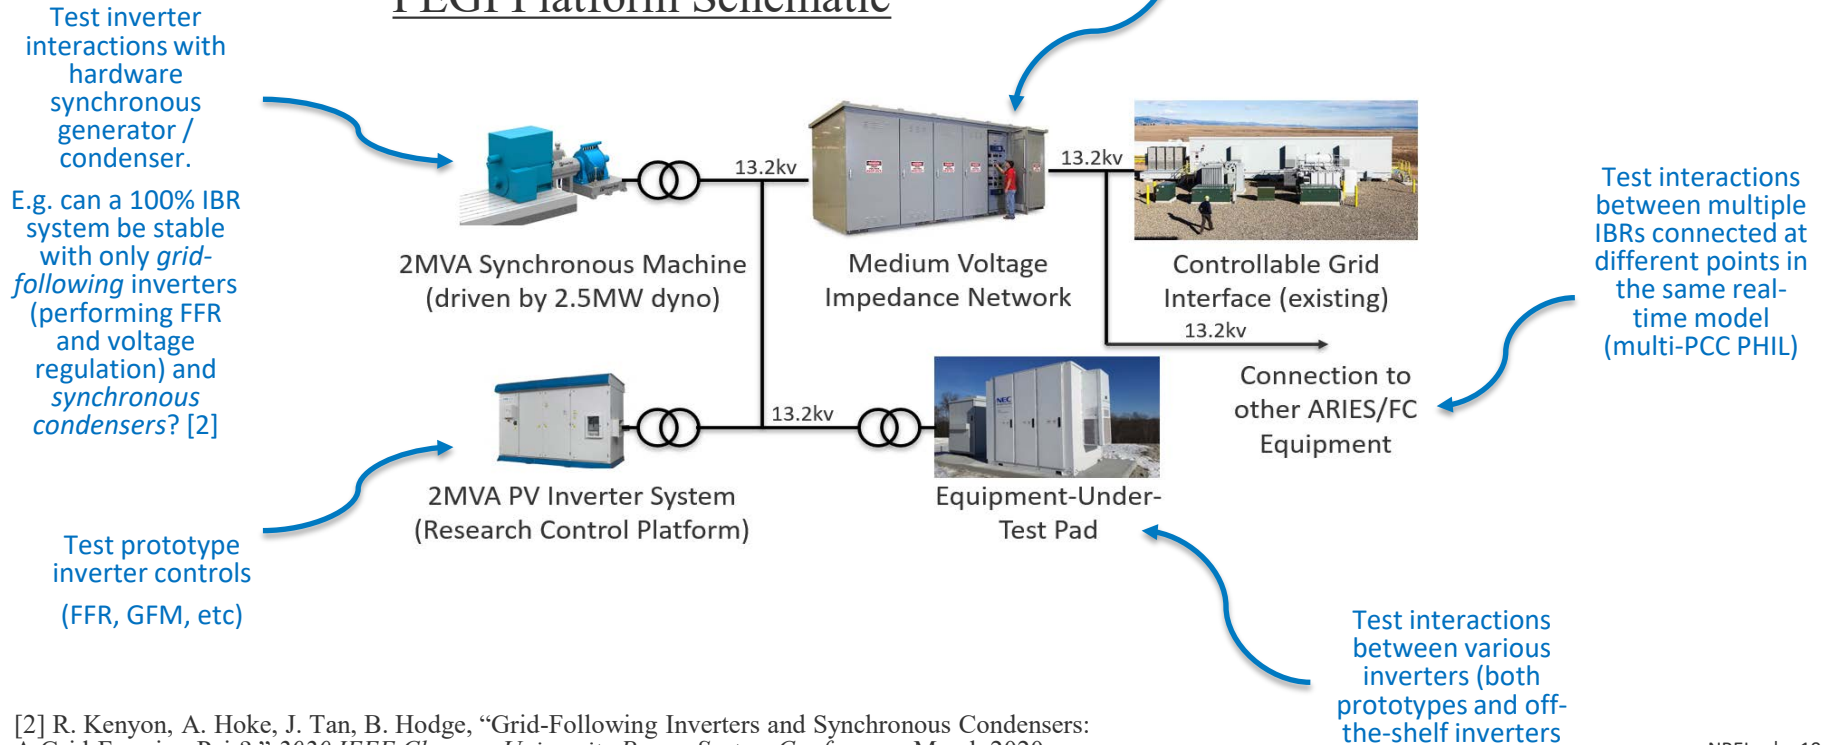 PEGI Platform Schematic
Test inverter
interactions with
hardware
synchronous
generator /
condenser.
E.g. can a 100% IBR
system be stable
with only grid-
following inverters
(performing FFR
and voltage
regulation) and
synchronous
condensers? [2]
Test prototype
inverter controls
(FFR, GFM, etc)
13.2kv
13.2kv
2MVA Synchronous Machine
(driven by 2.5MW dyno)
Medium Voltage
Impedance Network
Controllable Grid
Interface (existing)
13.2kv
Connection to
other ARIES/FC
Equipment
13.2kv
NEC
2MVA PV Inverter System
(Research Control Platform)
Equipment-Under-
Test Pad
Test interactions
between multiple
IBRs connected at
different points in
the same real-
time model
(multi-PCC PHIL)
Test interactions
between various
inverters (both
prototypes and off-
the-shelf inverters
[2] R. Kenyon, A. Hoke, J. Tan, B. Hodge, “Grid-Following Inverters and Synchronous Condensers: